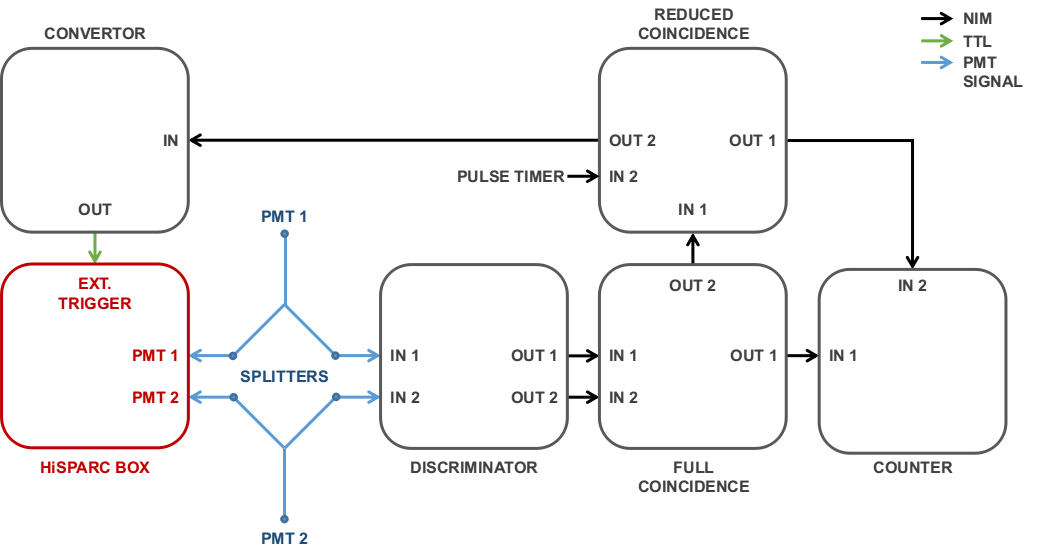 REDUCED
COINCIDENCE
CONVERTOR
NIM
TTL
PMT
SIGNAL
IN
OUT
OUT 2
OUT 1
PULSE TIMER
IN 2
IN 1
PMT 1
EXT.
TRIGGER
PMT 1
PMT 2
HiSPARC BOX
SPLITTERS
PMT 2
IN 1
IN 2
OUT 1
OUT 2
DISCRIMINATOR
OUT 2
IN 1
IN 2
OUT 1
FULL
COINCIDENCE
IN 2
IN 1
COUNTER